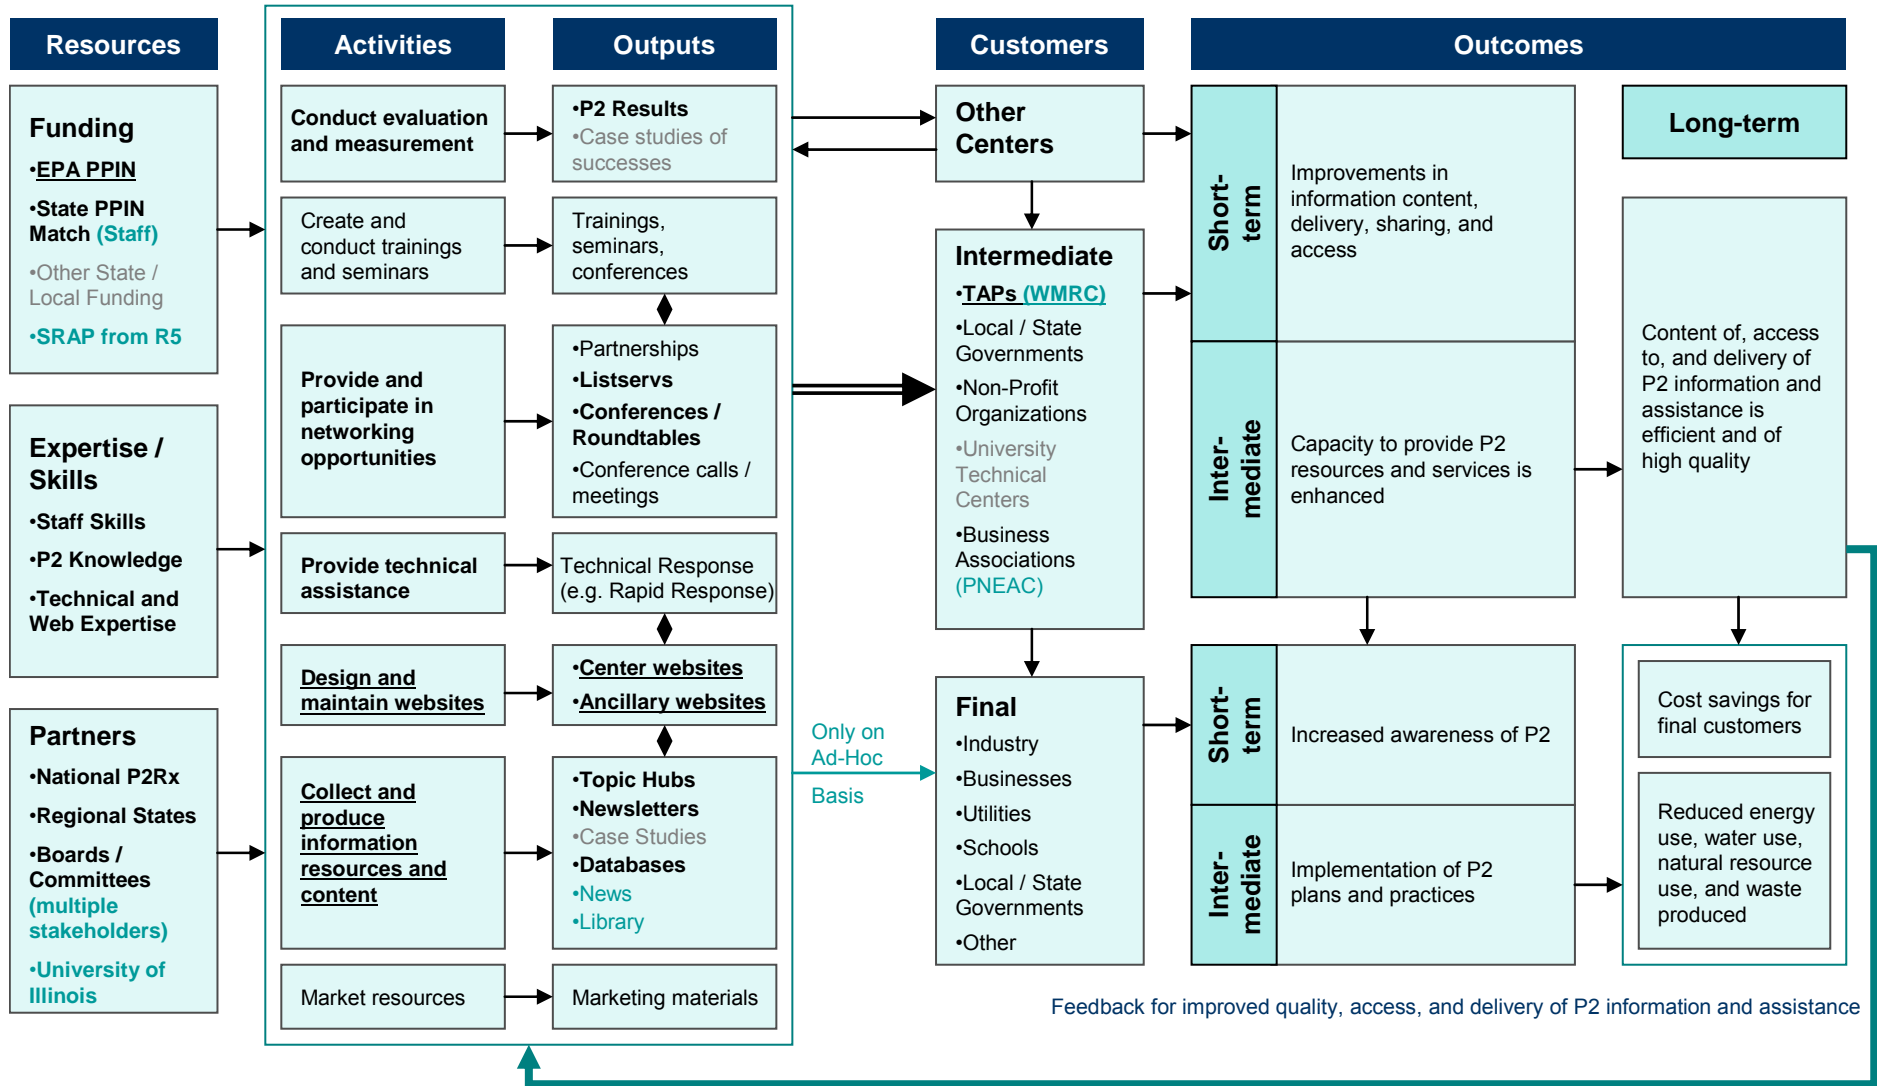 Resources
Activities
Outputs
Customers
Outcomes
Funding
•EPA PPIN
•State PPIN
Match (Staff)
•Other State /
Local Funding
•SRAP from R5
Expertise /
Skills
•Staff Skills
•P2 Knowledge
•Technical and
Web Expertise
Partners
•National P2Rx
•Regional States
•Boards /
Committees
(multiple
stakeholders)
•University of
Illinois
Conduct evaluation
and measurement
Create and
conduct trainings
and seminars
Provide and
participate in
networking
opportunities
Provide technical
assistance
Design and
maintain websites
Collect and
produce
information
resources and
content
Market resources
•P2 Results
•Case studies of
successes
Trainings,
seminars,
conferences
•Partnerships
•Listservs
•Conferences /
Roundtables
•Conference calls /
meetings
Technical Response
(e.g. Rapid Response)
•Center websites
•Ancillary websites
•Topic Hubs
•Newsletters
•Case Studies
•Databases
•News
•Library
Marketing materials
Only on
Ad-Hoc
Basis
Other
Centers
Intermediate
•TAPs (WMRC)
•Local / State
Governments
•Non-Profit
Organizations
•University
Technical
Centers
•Business
Associations
(PNEAC)
Final
•Industry
•Businesses
•Utilities
•Schools
•Local / State
Governments
•Other
Short-
term
Improvements in
information content,
delivery, sharing, and
access
Inter-
mediate
Capacity to provide P2
resources and services is
enhanced
Short-
term
Increased awareness of P2
Inter-
mediate
Implementation of P2
plans and practices
Long-term
Content of, access
to, and delivery of
P2 information and
assistance is
efficient and of
high quality
Cost savings for
final customers
Reduced energy
use, water use,
natural resource
use, and waste
produced
Feedback for improved quality, access, and delivery of P2 information and assistance